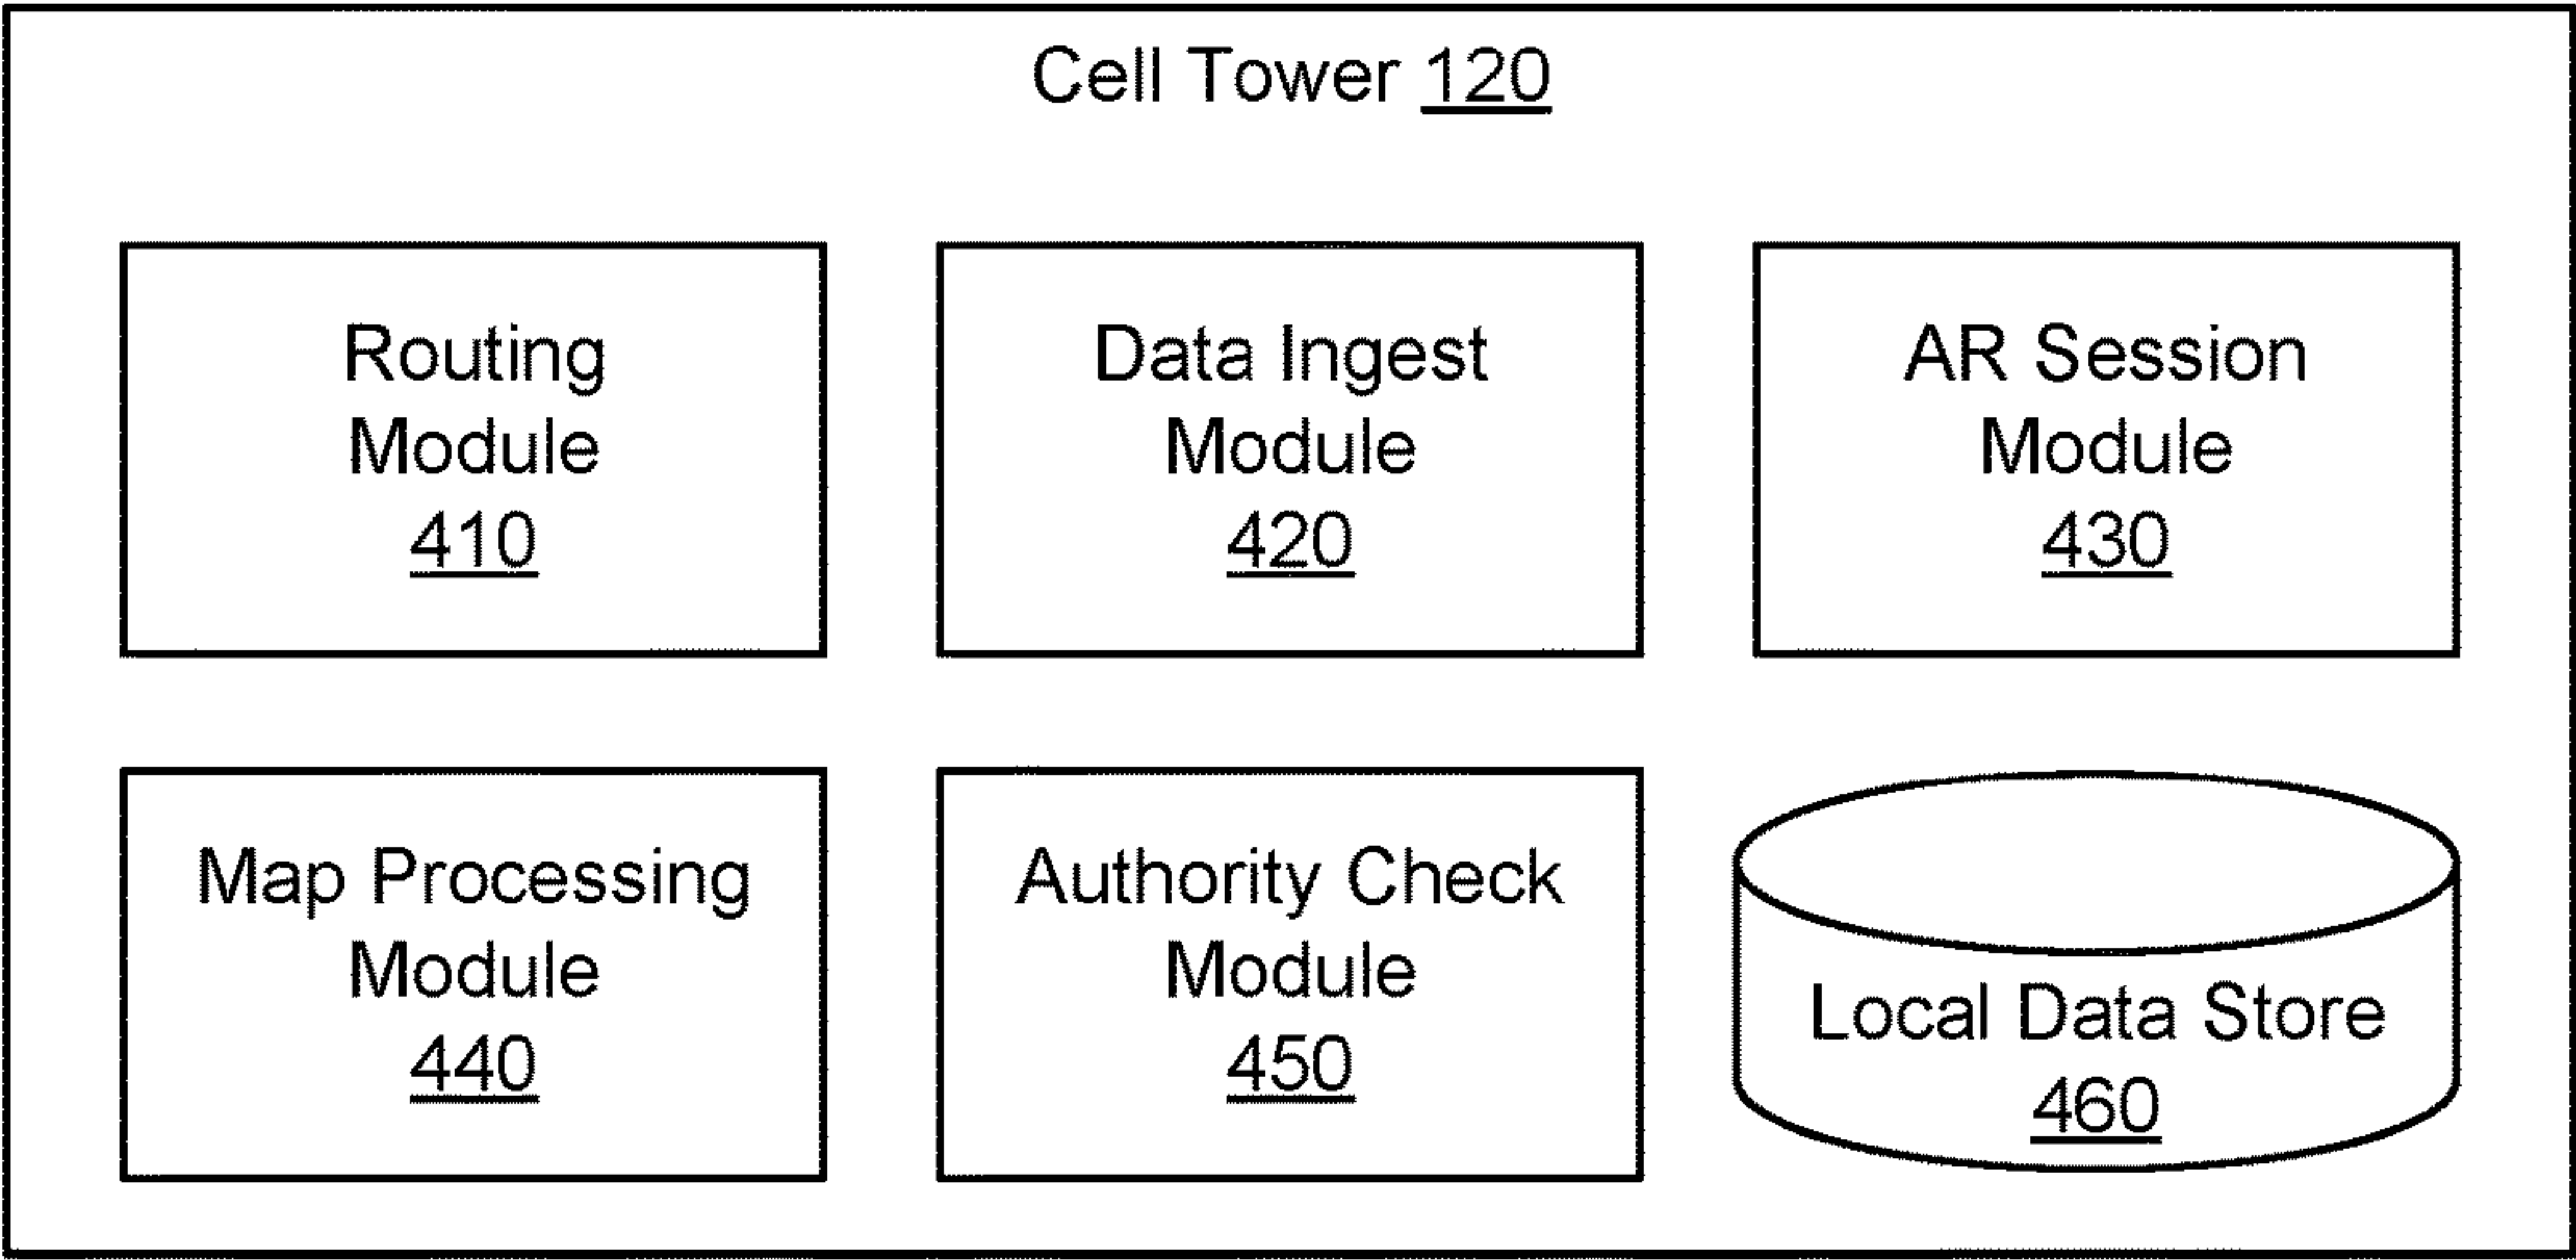 Cell Tower 120
Routing
Module
410
Data Ingest
Module
420
AR Session
Module
430
Map Processing
Module
440
Authority Check
Module
450
Local Data Store
460